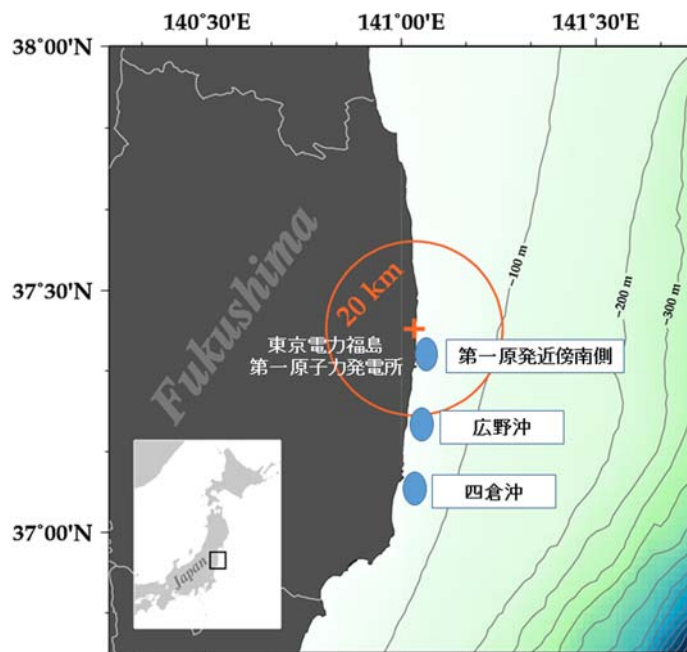 140°30'E 141°00'E 141°30'E
38°00'N
37°30'N
37°00'N
Fukushima
20 km
東京電力福島
第一原子力発電所
第一原発近傍南側
広野沖
四倉沖
-100 m
-200 m
-300 m
Japan